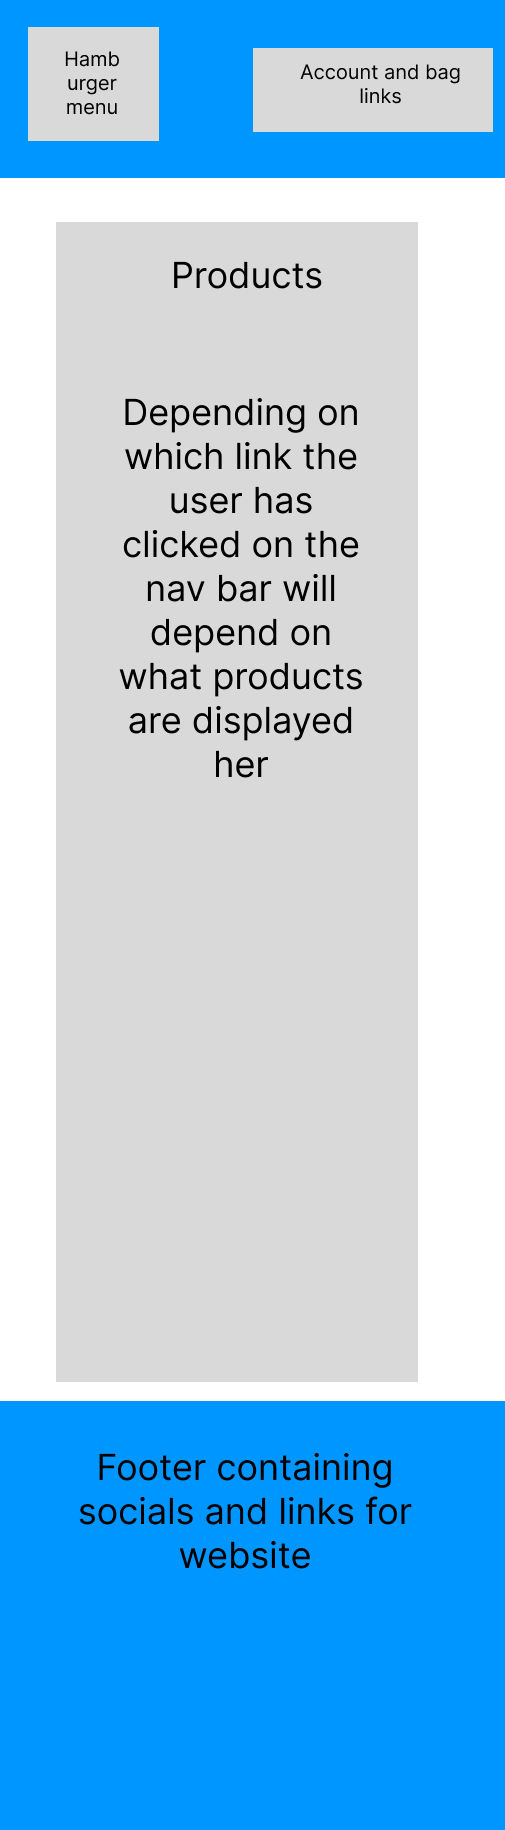 Hamb
urger
menu
Account and bag
links
Products
Depending on
which link the
user has
clicked on the
nav bar will
depend on
what products
are displayed
her
Footer containing
socials and links for
website